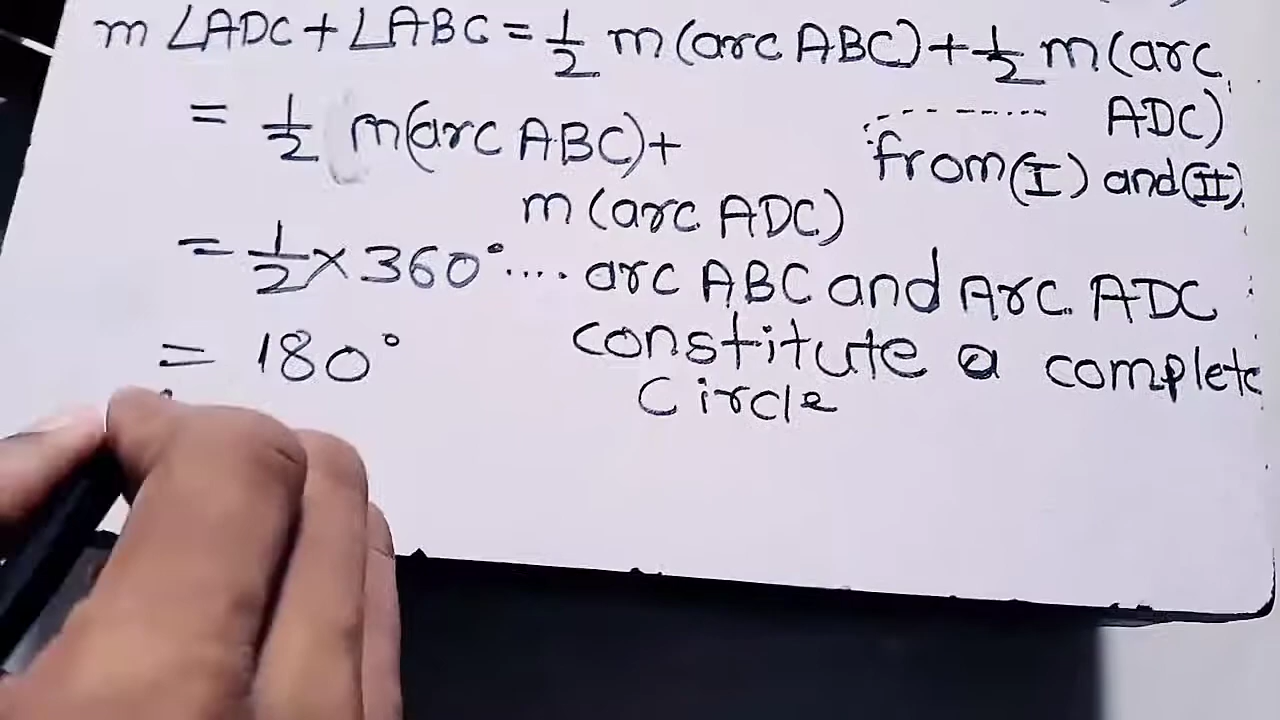 m ∠ADC + ∠ABC = 1/2 m(arc ABC) + 1/2 m(arc
ADC)
= 1/2 m(arc ABC) +
from (I) and (II)
m(arc ADC)
= 1/2 × 360° .... arc ABC and Arc. ADC
= 180° constitute a complete
Circle